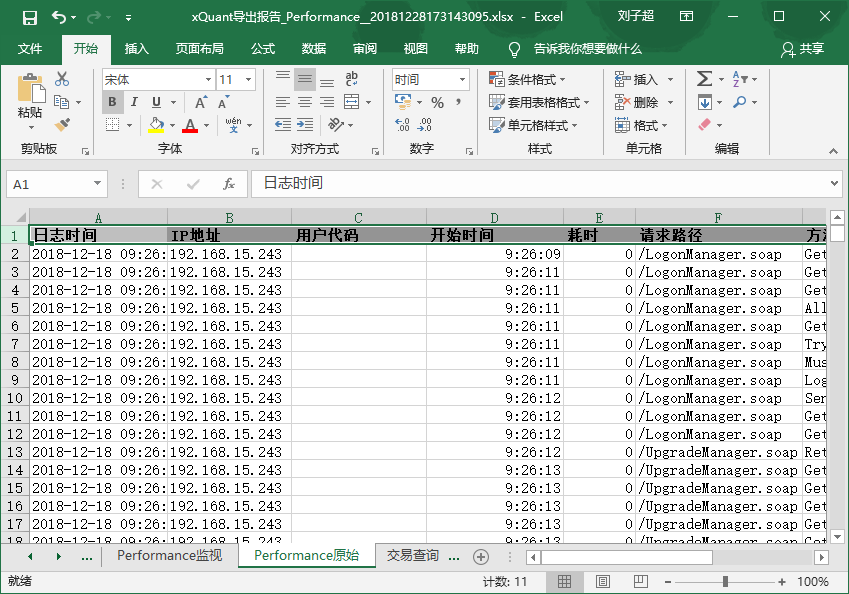 xQuant导出报告_Performance__20181228173143095.xlsx - Excel 刘子超
文件 开始 插入 页面布局 公式 数据 审阅 视图 帮助 告诉我你想要做什么 共享
宋体 11 ab 时间 条件格式 插入 Σ
粘贴 B I U A A % , 套用表格格式 删除
A wén 文 .00 .00 单元格样式 格式
剪贴板 字体 对齐方式 数字 样式 单元格 编辑
A1 fx 日志时间
A B C D E F
1 日志时间 IP地址 用户代码 开始时间 耗时 请求路径
2 2018-12-18 09:26: 192.168.15.243 9:26:09 0 /LogonManager.soap Get
3 2018-12-18 09:26: 192.168.15.243 9:26:11 0 /LogonManager.soap Get
4 2018-12-18 09:26: 192.168.15.243 9:26:11 0 /LogonManager.soap Get
5 2018-12-18 09:26: 192.168.15.243 9:26:11 0 /LogonManager.soap All
6 2018-12-18 09:26: 192.168.15.243 9:26:11 0 /LogonManager.soap Get
7 2018-12-18 09:26: 192.168.15.243 9:26:11 0 /LogonManager.soap Try
8 2018-12-18 09:26: 192.168.15.243 9:26:11 0 /LogonManager.soap Mus
9 2018-12-18 09:26: 192.168.15.243 9:26:11 0 /LogonManager.soap Log
10 2018-12-18 09:26: 192.168.15.243 9:26:12 0 /LogonManager.soap Ser
11 2018-12-18 09:26: 192.168.15.243 9:26:12 0 /LogonManager.soap Get
12 2018-12-18 09:26: 192.168.15.243 9:26:12 0 /LogonManager.soap Get
13 2018-12-18 09:26: 192.168.15.243 9:26:12 0 /UpgradeManager.soap Ret
14 2018-12-18 09:26: 192.168.15.243 9:26:13 0 /UpgradeManager.soap Get
15 2018-12-18 09:26: 192.168.15.243 9:26:13 0 /UpgradeManager.soap Get
16 2018-12-18 09:26: 192.168.15.243 9:26:13 0 /UpgradeManager.soap Get
17 2018-12-18 09:26: 192.168.15.243 9:26:13 0 /UpgradeManager.soap Get
18 2018-12-18 09:26: 192.168.15.243 9:26:13 0 /UpgradeManager.soap Get
... Performance监视 Performance原始 交易查询 ...
就绪 计数: 11 100%